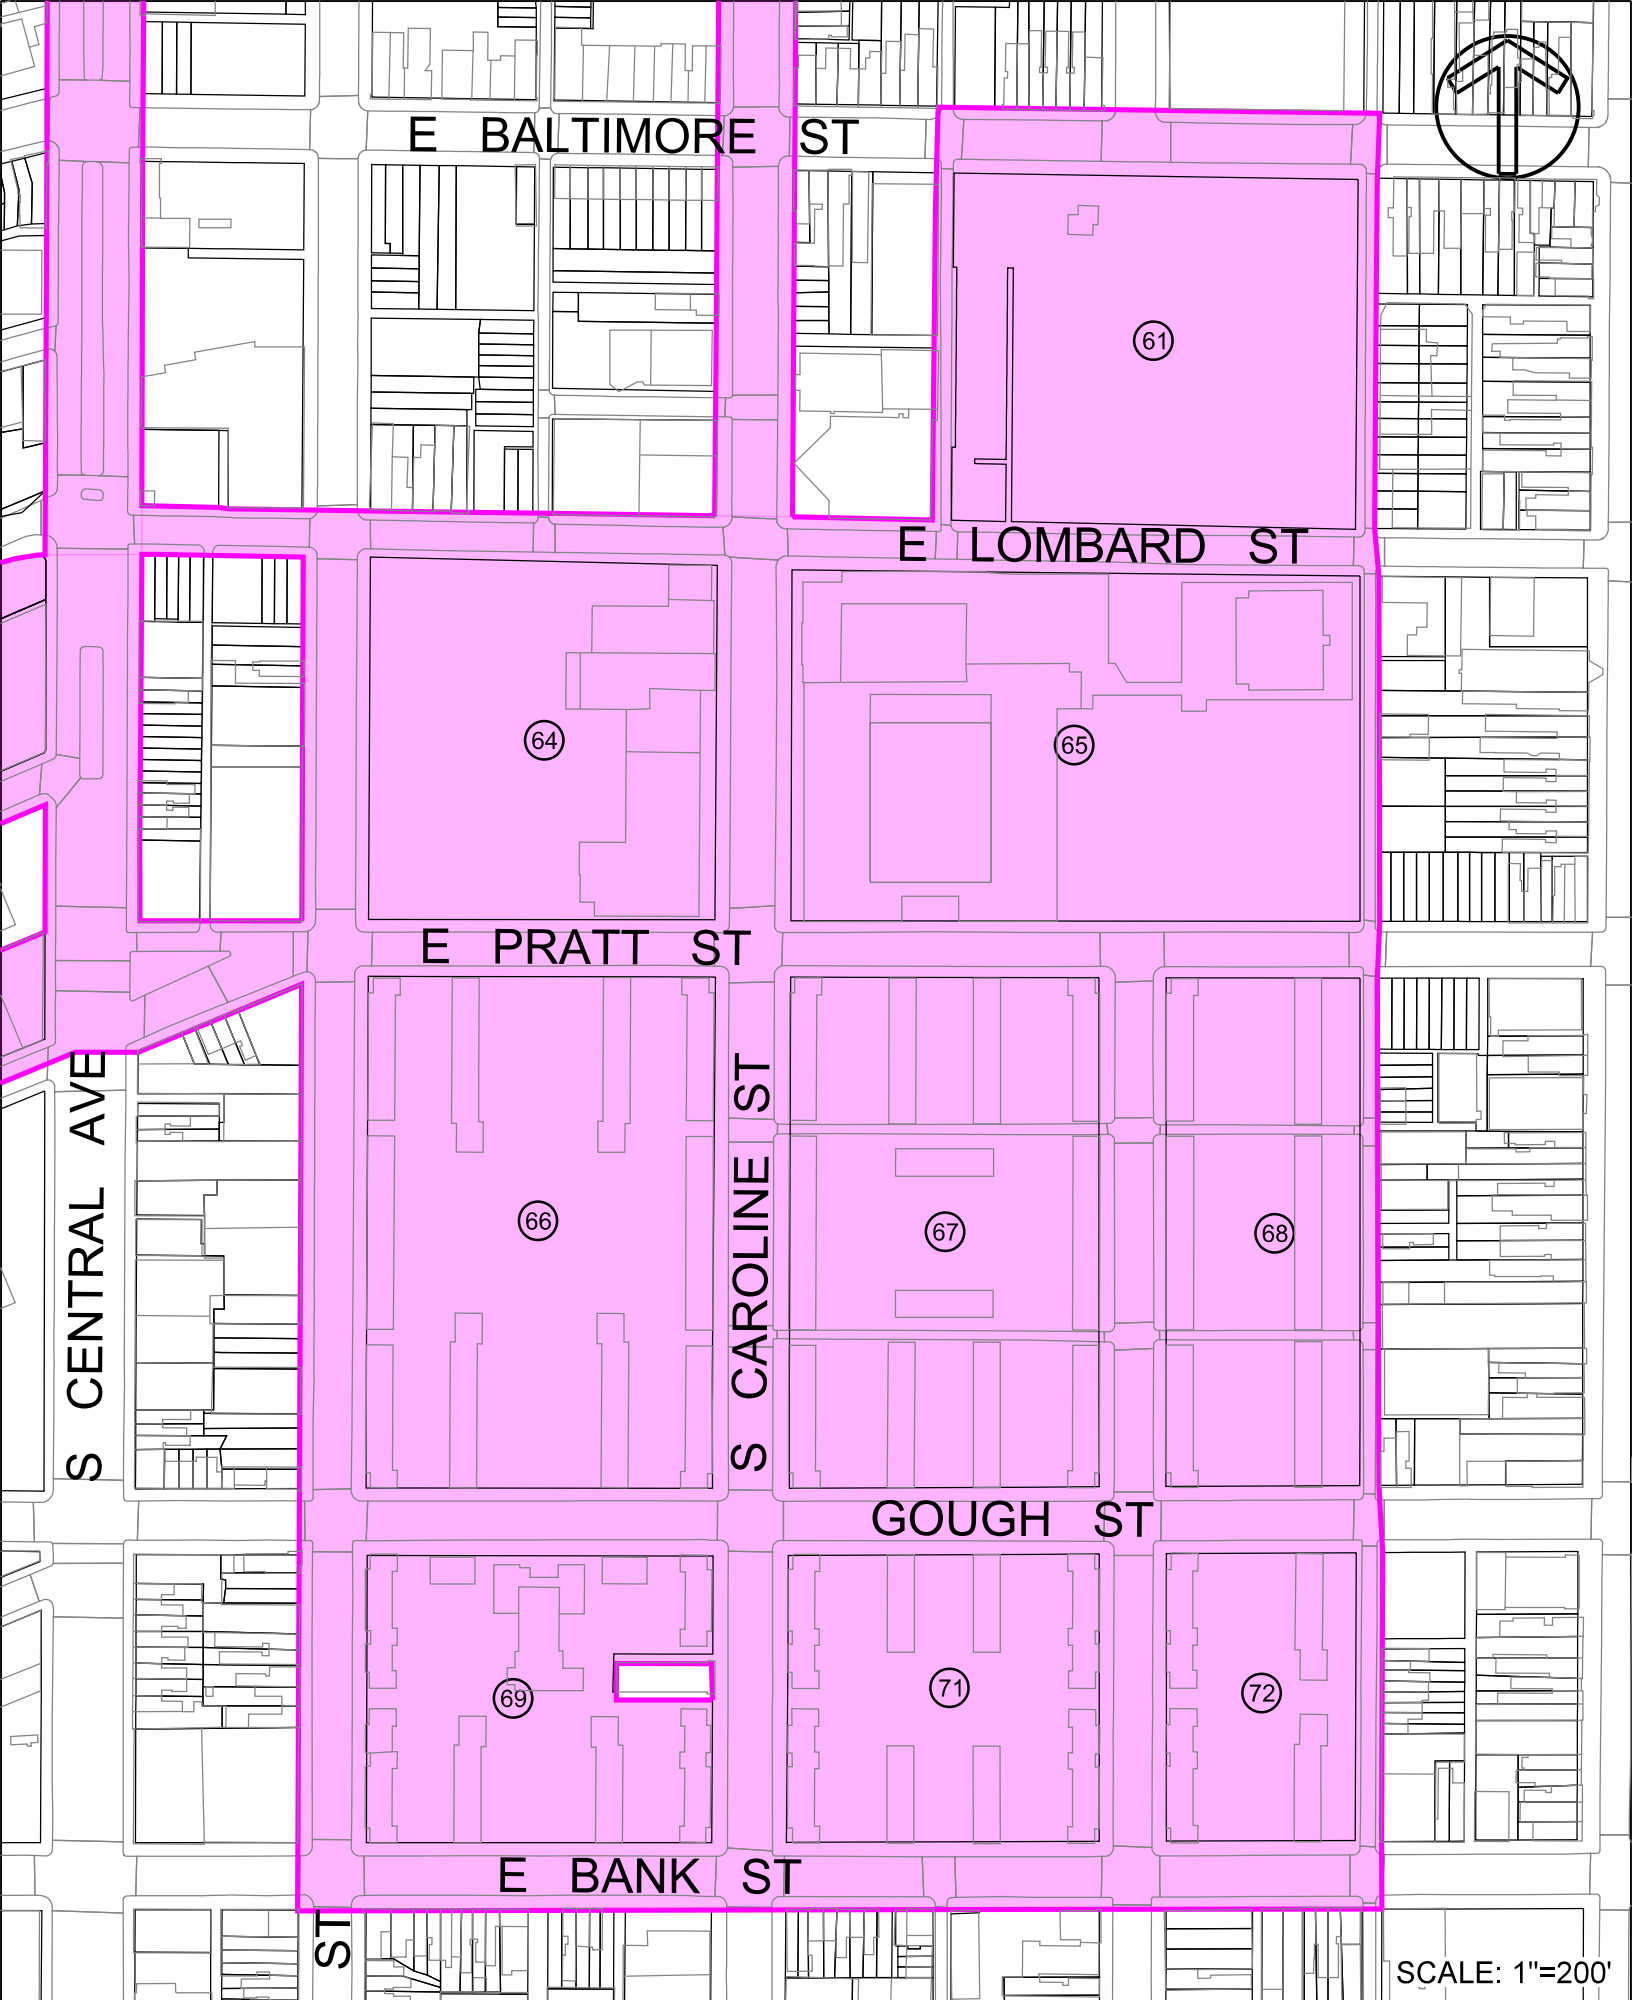 E BALTIMORE ST
61
E LOMBARD ST
64
65
E PRATT ST
S CENTRAL AVE
S CAROLINE ST
66
67
68
GOUGH ST
69
71
72
E BANK ST
ST
SCALE: 1"=200'